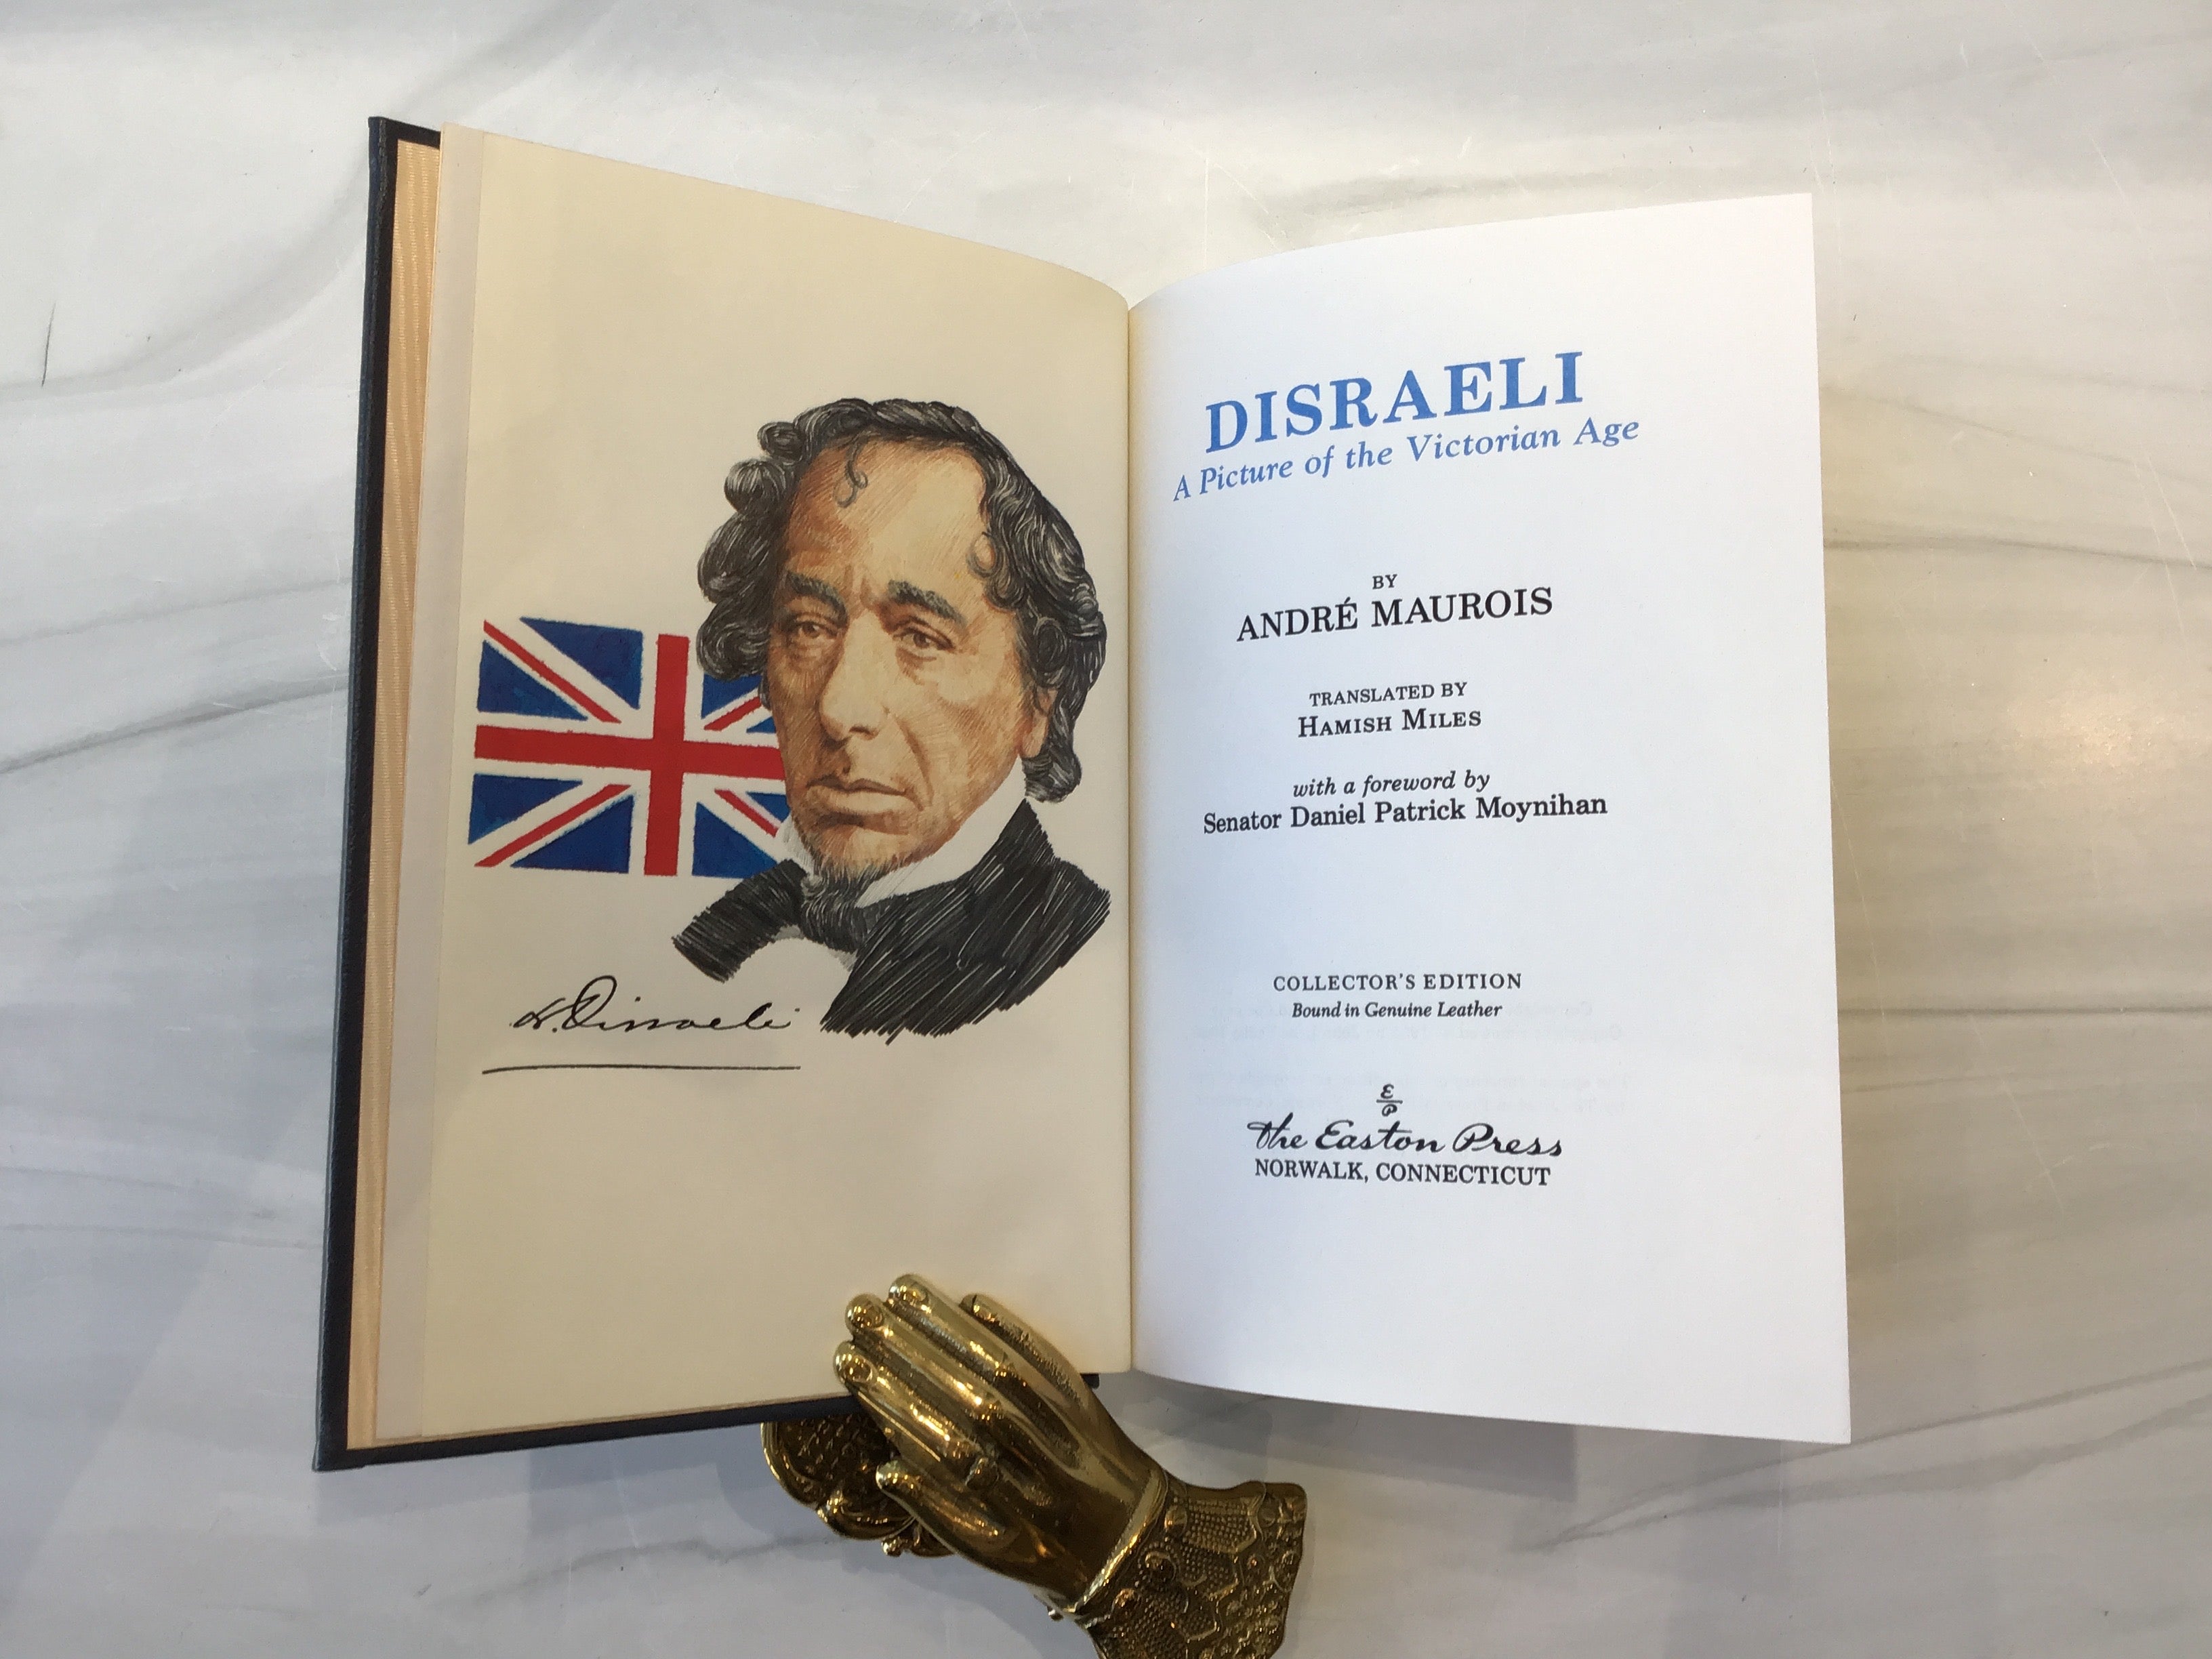 B. Disraeli
DISRAELI
A Picture of the Victorian Age
BY
ANDRÉ MAUROIS
TRANSLATED BY
HAMISH MILES
with a foreword by
Senator Daniel Patrick Moynihan
COLLECTOR'S EDITION
Bound in Genuine Leather
E
P
The Easton Press
NORWALK, CONNECTICUT